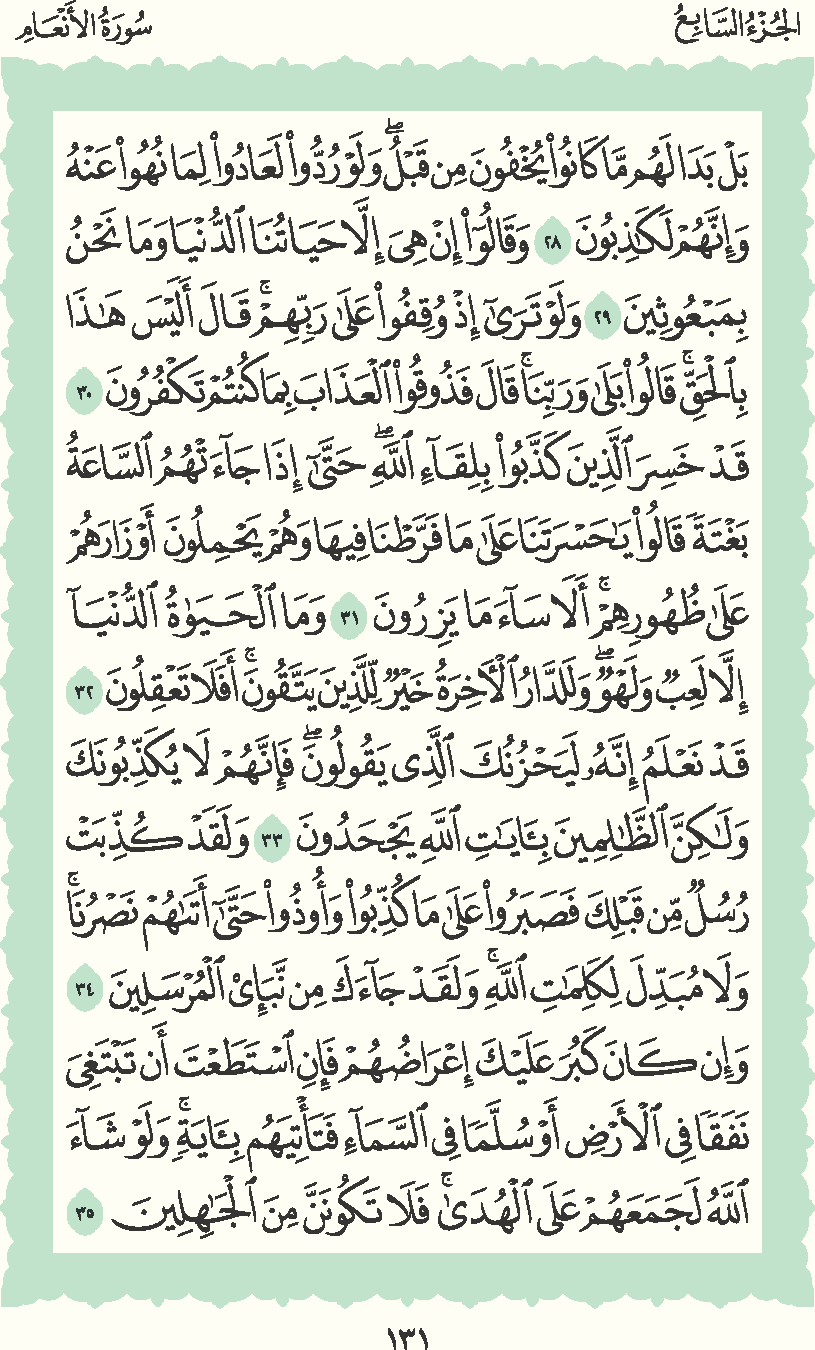 الجُزْءُ السَّابِعُ
سُورَةُ الأَنْعَامِ
بَلۡ بَدَا لَهُم مَّا كَانُواْ يُخۡفُونَ مِن قَبۡلُۖ وَلَوۡ رُدُّواْ لَعَادُواْ لِمَا نُهُواْ عَنۡهُ
وَإِنَّهُمۡ لَكَٰذِبُونَ ٢٨ وَقَالُوٓاْ إِنۡ هِيَ إِلَّا حَيَاتُنَا ٱلدُّنۡيَا وَمَا نَحۡنُ
بِمَبۡعُوثِينَ ٢٩ وَلَوۡ تَرَىٰٓ إِذۡ وُقِفُواْ عَلَىٰ رَبِّهِمۡۚ قَالَ أَلَيۡسَ هَٰذَا
بِٱلۡحَقِّۚ قَالُواْ بَلَىٰ وَرَبِّنَاۚ قَالَ فَذُوقُواْ ٱلۡعَذَابَ بِمَا كُنتُمۡ تَكۡفُرُونَ ٣٠
قَدۡ خَسِرَ ٱلَّذِينَ كَذَّبُواْ بِلِقَآءِ ٱللَّهِۖ حَتَّىٰٓ إِذَا جَآءَتۡهُمُ ٱلسَّاعَةُ
بَغۡتَةٗ قَالُواْ يَٰحَسۡرَتَنَا عَلَىٰ مَا فَرَّطۡنَا فِيهَا وَهُمۡ يَحۡمِلُونَ أَوۡزَارَهُمۡ
عَلَىٰ ظُهُورِهِمۡۚ أَلَا سَآءَ مَا يَزِرُونَ ٣١ وَمَا ٱلۡحَيَوٰةُ ٱلدُّنۡيَآ
إِلَّا لَعِبٞ وَلَهۡوٞۖ وَلَلدَّارُ ٱلۡأٓخِرَةُ خَيۡرٞ لِّلَّذِينَ يَتَّقُونَۚ أَفَلَا تَعۡقِلُونَ ٣٢
قَدۡ نَعۡلَمُ إِنَّهُۥ لَيَحۡزُنُكَ ٱلَّذِي يَقُولُونَۖ فَإِنَّهُمۡ لَا يُكَذِّبُونَكَ
وَلَٰكِنَّ ٱلظَّٰلِمِينَ بِـَٔايَٰتِ ٱللَّهِ يَجۡحَدُونَ ٣٣ وَلَقَدۡ كُذِّبَتۡ
رُسُلٞ مِّن قَبۡلِكَ فَصَبَرُواْ عَلَىٰ مَا كُذِّبُواْ وَأُوذُواْ حَتَّىٰٓ أَتَىٰهُمۡ نَصۡرُنَاۚ
وَلَا مُبَدِّلَ لِكَلِمَٰتِ ٱللَّهِۚ وَلَقَدۡ جَآءَكَ مِن نَّبَإِيْ ٱلۡمُرۡسَلِينَ ٣٤
وَإِن كَانَ كَبُرَ عَلَيۡكَ إِعۡرَاضُهُمۡ فَإِنِ ٱسۡتَطَعۡتَ أَن تَبۡتَغِيَ
نَفَقٗا فِي ٱلۡأَرۡضِ أَوۡ سُلَّمٗا فِي ٱلسَّمَآءِ فَتَأۡتِيَهُم بِـَٔايَةٖۚ وَلَوۡ شَآءَ
ٱللَّهُ لَجَمَعَهُمۡ عَلَى ٱلۡهُدَىٰۚ فَلَا تَكُونَنَّ مِنَ ٱلۡجَٰهِلِينَ ٣٥
١٣١